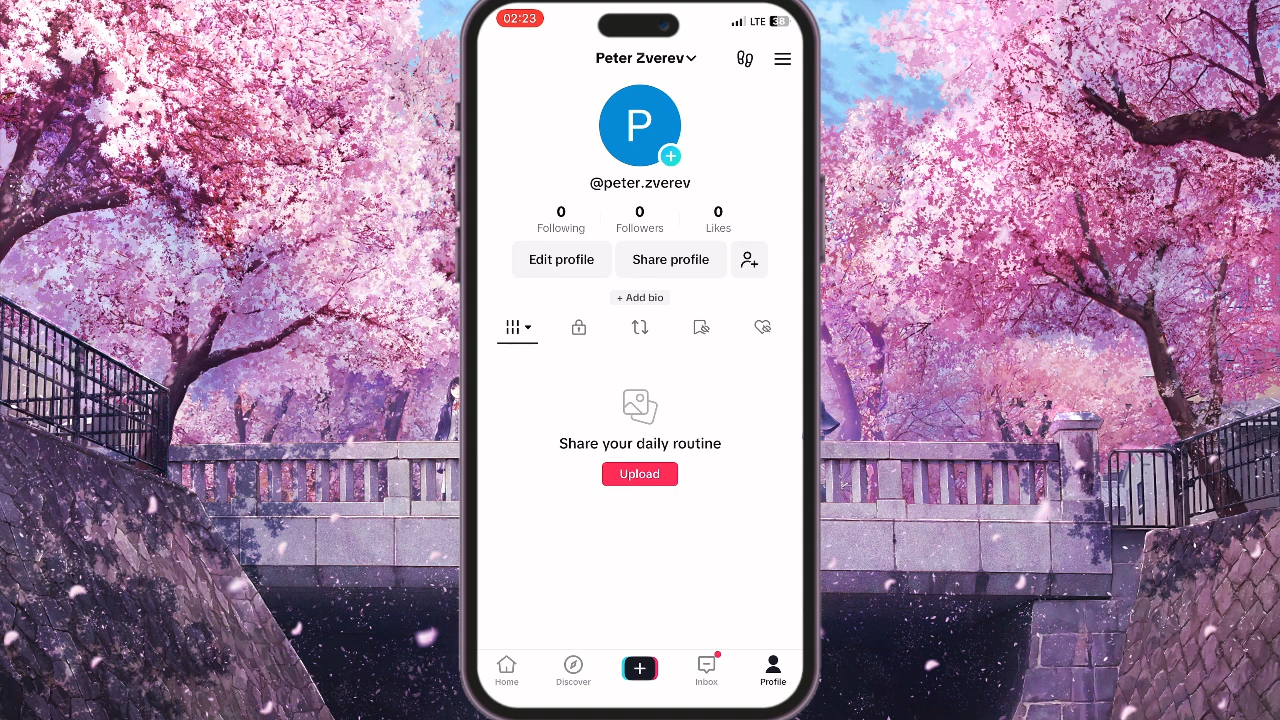 02:23
LTE 38
Peter Zverev
P
@peter.zverev
0 0 0
Following Followers Likes
Edit profile Share profile
+ Add bio
Share your daily routine
Upload
Home Discover Inbox Profile